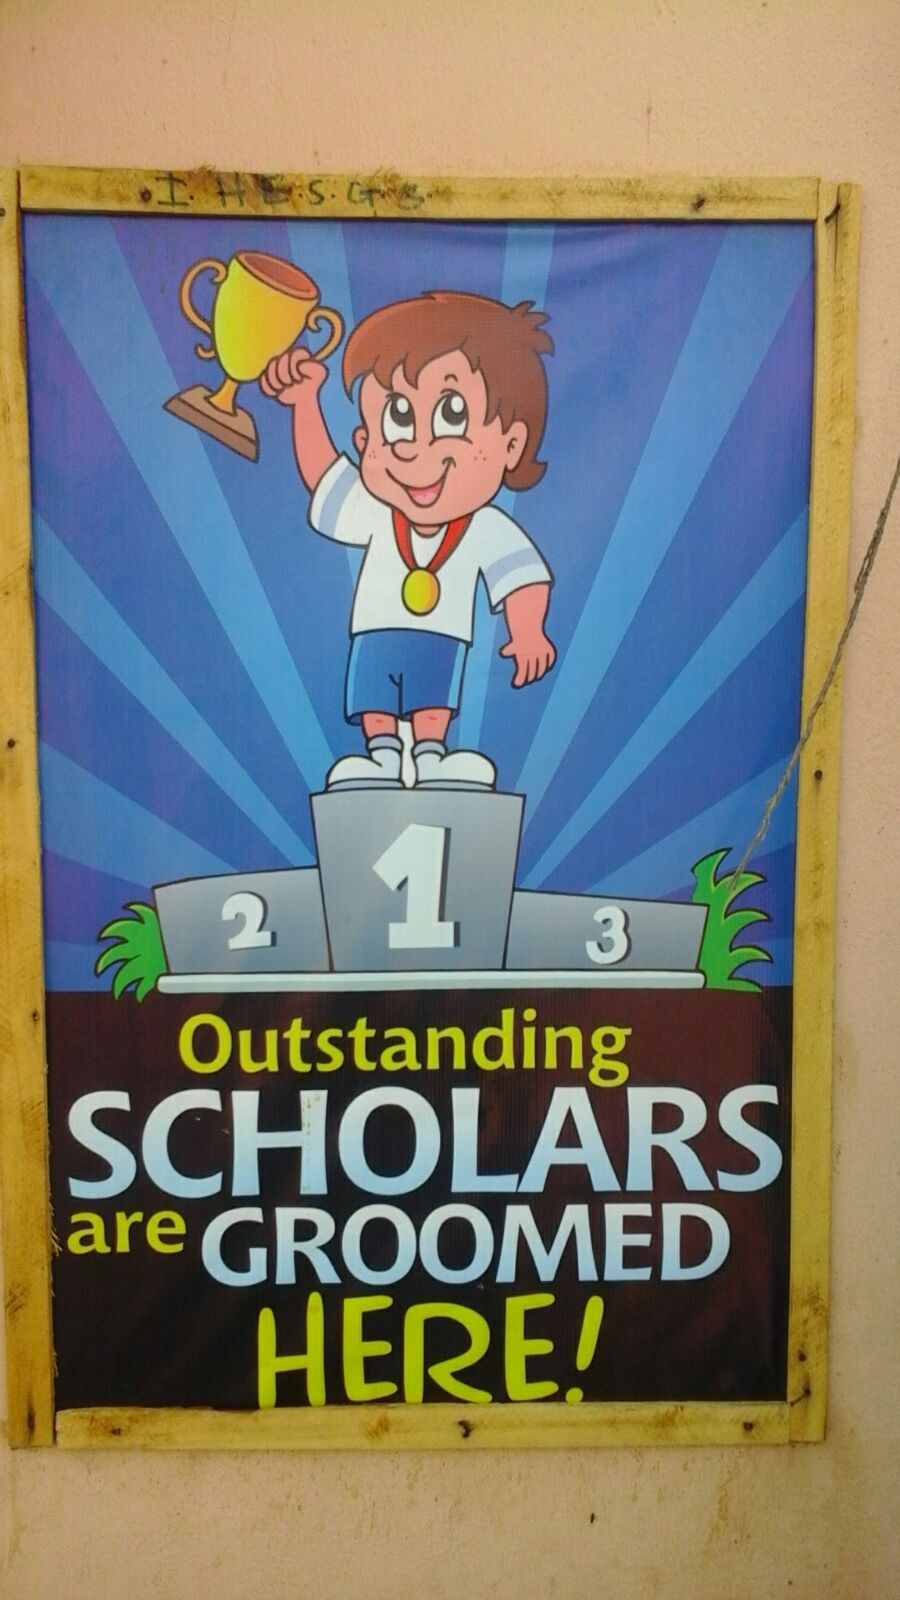 I. H.E.S.G.S.
1
2
3
Outstanding
SCHOLARS
are GROOMED
HERE!